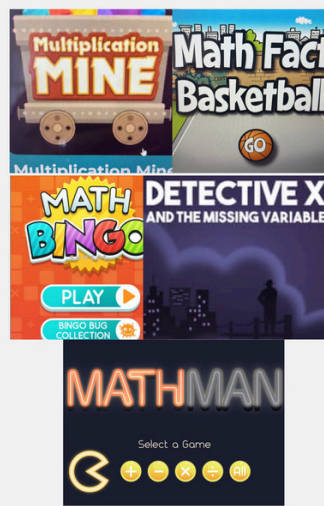 Multiplication
MINE
Multiplication Mine
Math Fact
Basketball
GO
MATH
BINGO
PLAY
BINGO BUG
COLLECTION
DETECTIVE X
AND THE MISSING VARIABLE
MATHMAN
Select a Game
+ − × ÷ All